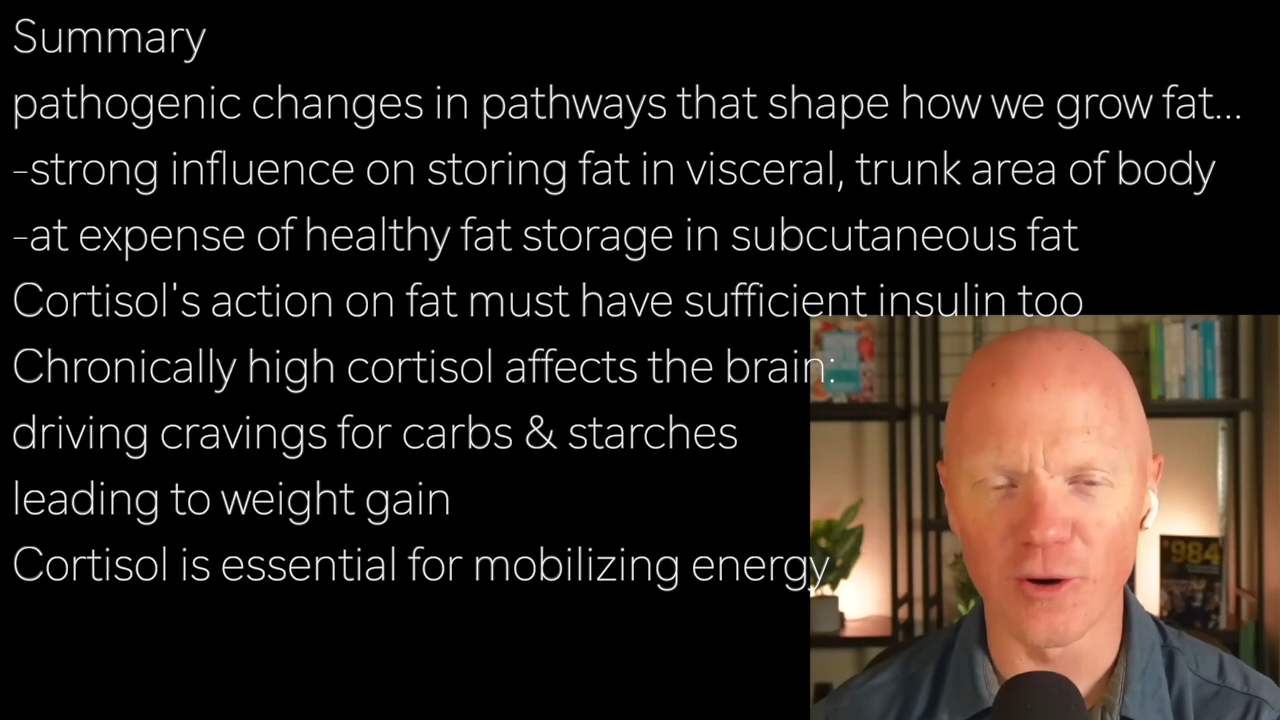 Summary
pathogenic changes in pathways that shape how we grow fat...
-strong influence on storing fat in visceral, trunk area of body
-at expense of healthy fat storage in subcutaneous fat
Cortisol's action on fat must have sufficient insulin too
Chronically high cortisol affects the brain:
driving cravings for carbs & starches
leading to weight gain
Cortisol is essential for mobilizing energy
'984